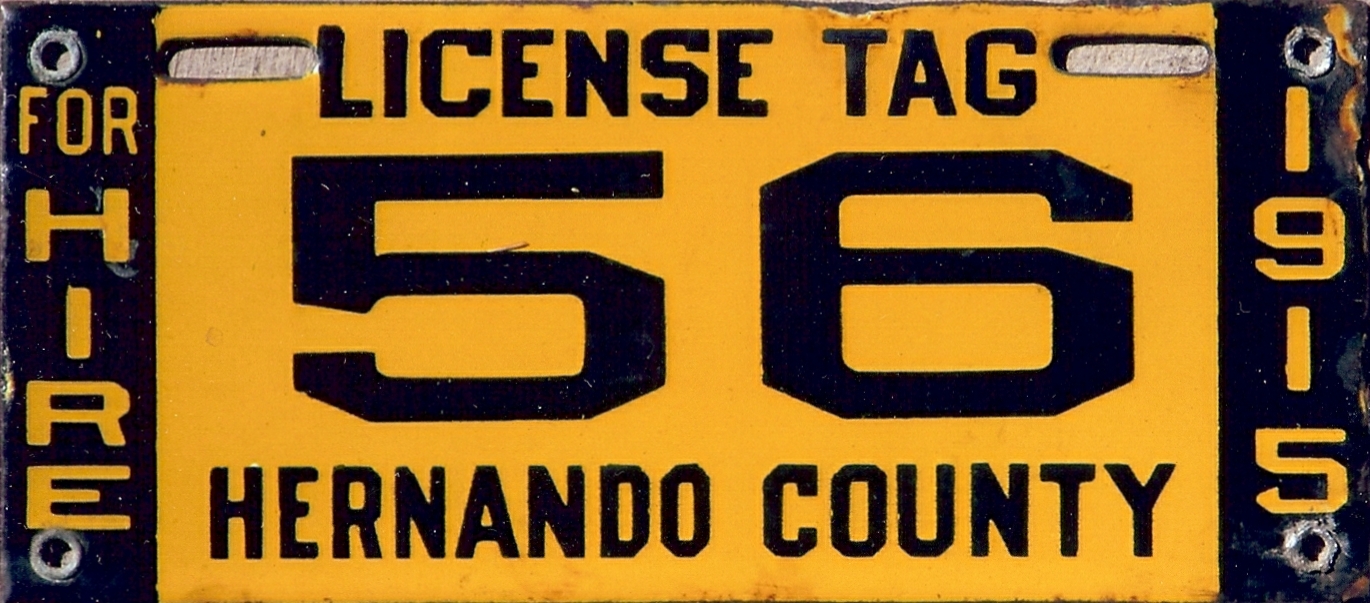 FOR
HIRE
LICENSE TAG
56
HERNANDO COUNTY
1915